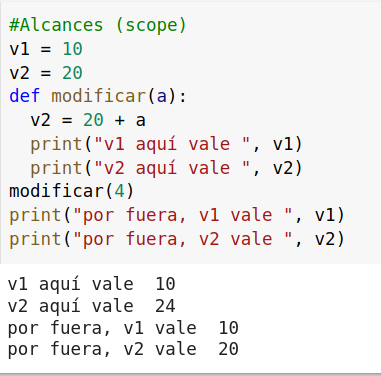 #Alcances (scope)
v1 = 10
v2 = 20
def modificar(a):
  v2 = 20 + a
  print("v1 aquí vale ", v1)
  print("v2 aquí vale ", v2)
modificar(4)
print("por fuera, v1 vale ", v1)
print("por fuera, v2 vale ", v2)
v1 aquí vale  10
v2 aquí vale  24
por fuera, v1 vale  10
por fuera, v2 vale  20